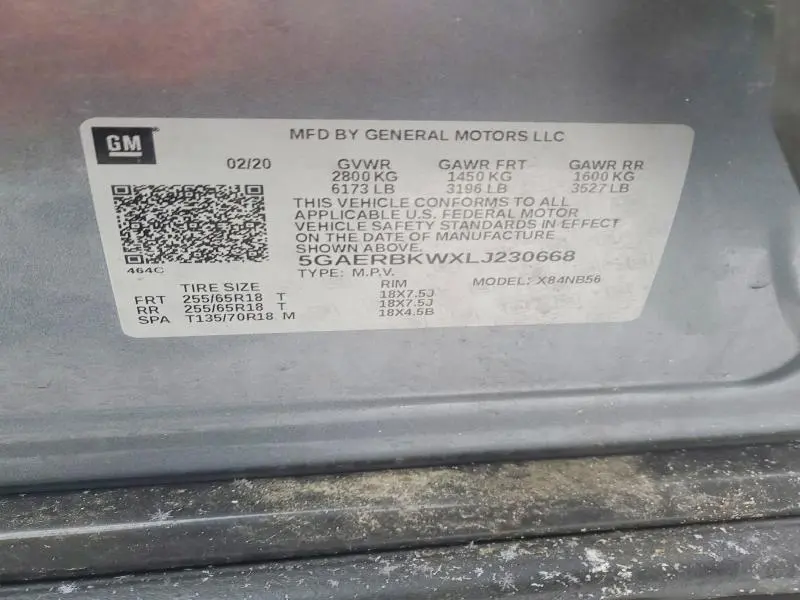 GM
MFD BY GENERAL MOTORS LLC
02/20 GVWR GAWR FRT GAWR RR
2800 KG 1450 KG 1600 KG
6173 LB 3196 LB 3527 LB
THIS VEHICLE CONFORMS TO ALL
APPLICABLE U.S. FEDERAL MOTOR
VEHICLE SAFETY STANDARDS IN EFFECT
ON THE DATE OF MANUFACTURE
SHOWN ABOVE.
464C
5GAERBKWXLJ230668
TYPE: M.P.V. MODEL: X84NB56
TIRE SIZE RIM
FRT 255/65R18 T 18X7.5J
RR 255/65R18 T 18X7.5J
SPA T135/70R18 M 18X4.5B